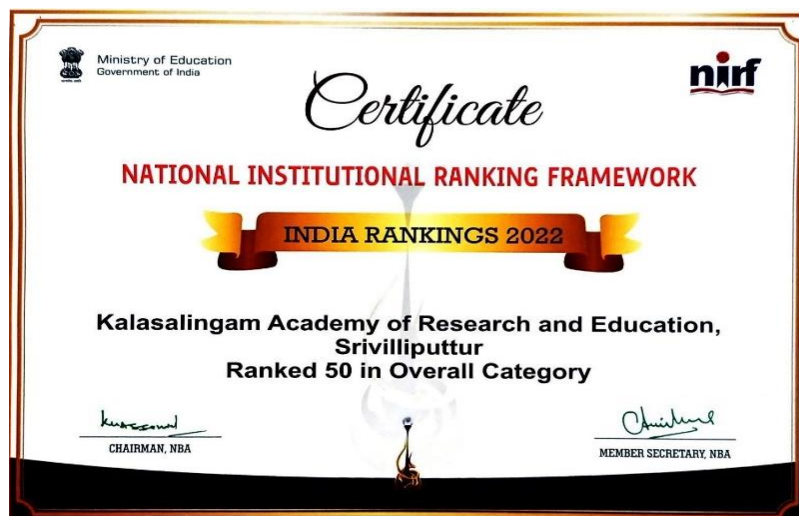 Ministry of Education
Government of India
nirf
Certificate
NATIONAL INSTITUTIONAL RANKING FRAMEWORK
INDIA RANKINGS 2022
Kalasalingam Academy of Research and Education,
Srivilliputtur
Ranked 50 in Overall Category
CHAIRMAN, NBA
MEMBER SECRETARY, NBA